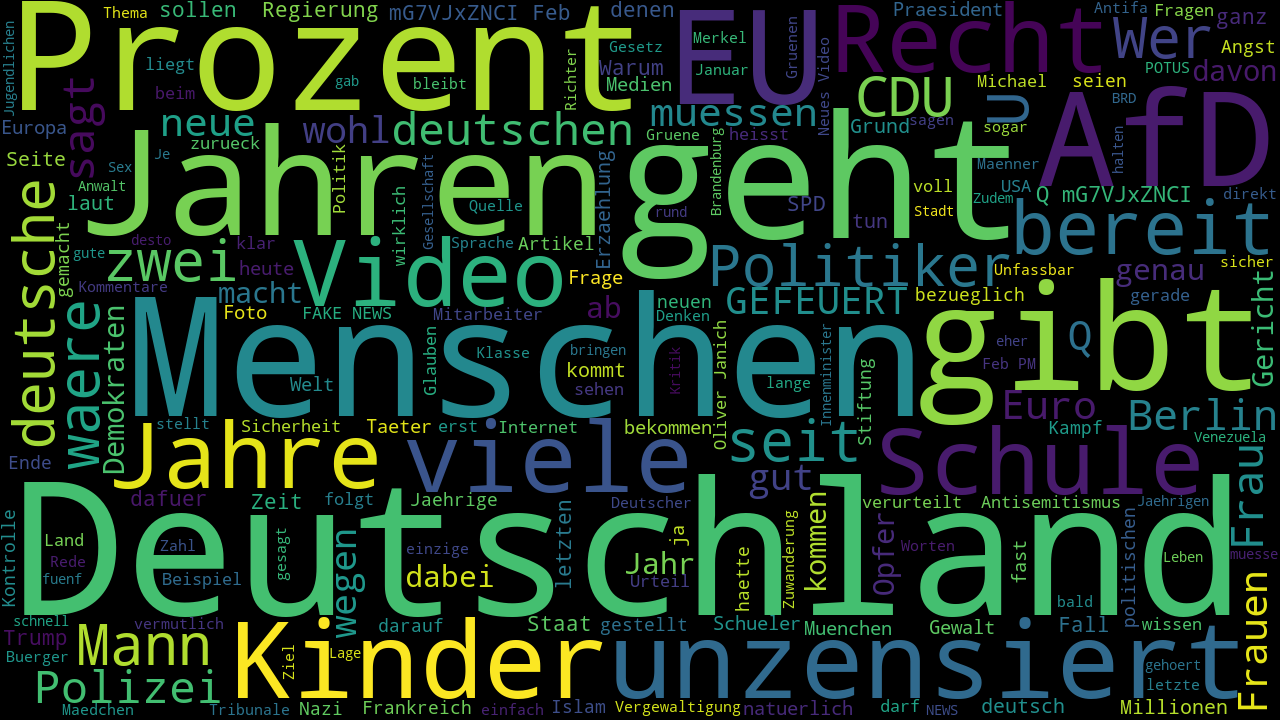 Prozent
Thema
sollen
Regierung
mG7VJxZNCI Feb
denen
EU
Recht
Praesident
Antifa
Fragen
ganz
Wer
Angst
Jugendlichen
liegt
beim
gab
bleibt
Richter
Gesetz
Warum
Medien
Merkel
Januar
Gruenen
Neues Video
CDU
Michael
seien
POTUS
davon
BRD
AfD
Europa
sagt
neue
zurueck
wohl
deutschen
muessen
Gruene
heisst
Grund
sagen
sogar
u
halten
Seite
Je
Sex
Anwalt
laut
Jahren
Politik
geht
Brandenburg
rund
SPD
tun
voll
Stadt
Maenner
USA
Zudem
Q mG7VJxZNCI
direkt
deutsche
gemacht
desto
gute
Kommentare
zwei
klar
heute
macht
wirklich
Gesellschaft
Quelle
Sprache
Artikel
Erzaehlung
Frage
Video
Politiker
bereit
Unfassbar
genau
gerade
sicher
Gericht
waere
Demokraten
Foto
FAKE NEWS
Mitarbeiter
ab
neuen
Denken
GEFEUERT
bezueglich
Menschen
Welt
Glauben
Klasse
bringen
kommt
sehen
Kritik
Oliver Janich
lange
Innenminister
Stiftung
gibt
Q
eher
Feb PM
Euro
Berlin
Venezuela
stellt
Sicherheit
Taeter
erst
Internet
bekommen
seit
Kampf
Ende
Jahre
viele
gut
Schule
Frau
dafuer
Zeit
folgt
Jaehrige
Deutscher
verurteilt
Antisemitismus
Jaehrigen
Kontrolle
Land
Rede
fuenf
Zahl
Beispiel
gesagt
wegen
einzige
dabei
letzten
Jahr
ja
Urteil
haette
Zuwanderung
kommen
Opfer
Worten
fast
politischen
Leben
muesse
Deutschland
bald
schnell
Trump
Buerger
vermutlich
darauf
Staat
gestellt
Schueler
Muenchen
Gewalt
Fall
wissen
Mann
Ziel
Lage
Kinder
unzensiert
gehoert
letzte
Frauen
Polizei
Maedchen
Tribunale
Nazi
Frankreich
einfach
Islam
Vergewaltigung
natuerlich
darf
NEWS
deutsch
Millionen